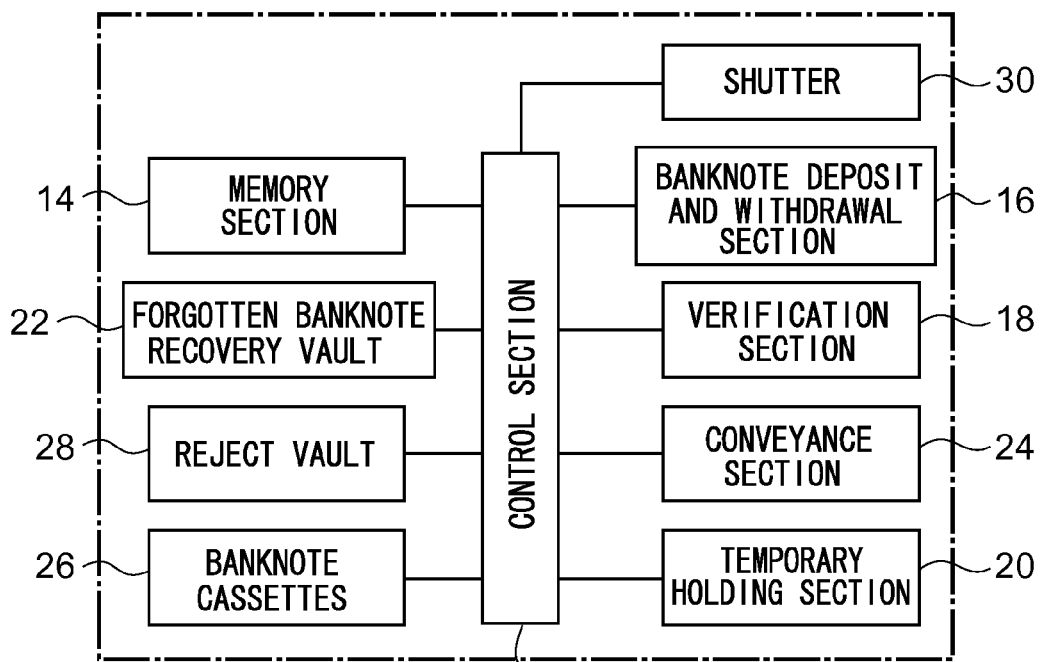 SHUTTER
30
14
MEMORY
SECTION
BANKNOTE DEPOSIT
AND WITHDRAWAL
SECTION
16
22
FORGOTTEN BANKNOTE
RECOVERY VAULT
CONTROL SECTION
VERIFICATION
SECTION
18
28
REJECT VAULT
CONVEYANCE
SECTION
24
26
BANKNOTE
CASSETTES
TEMPORARY
HOLDING SECTION
20